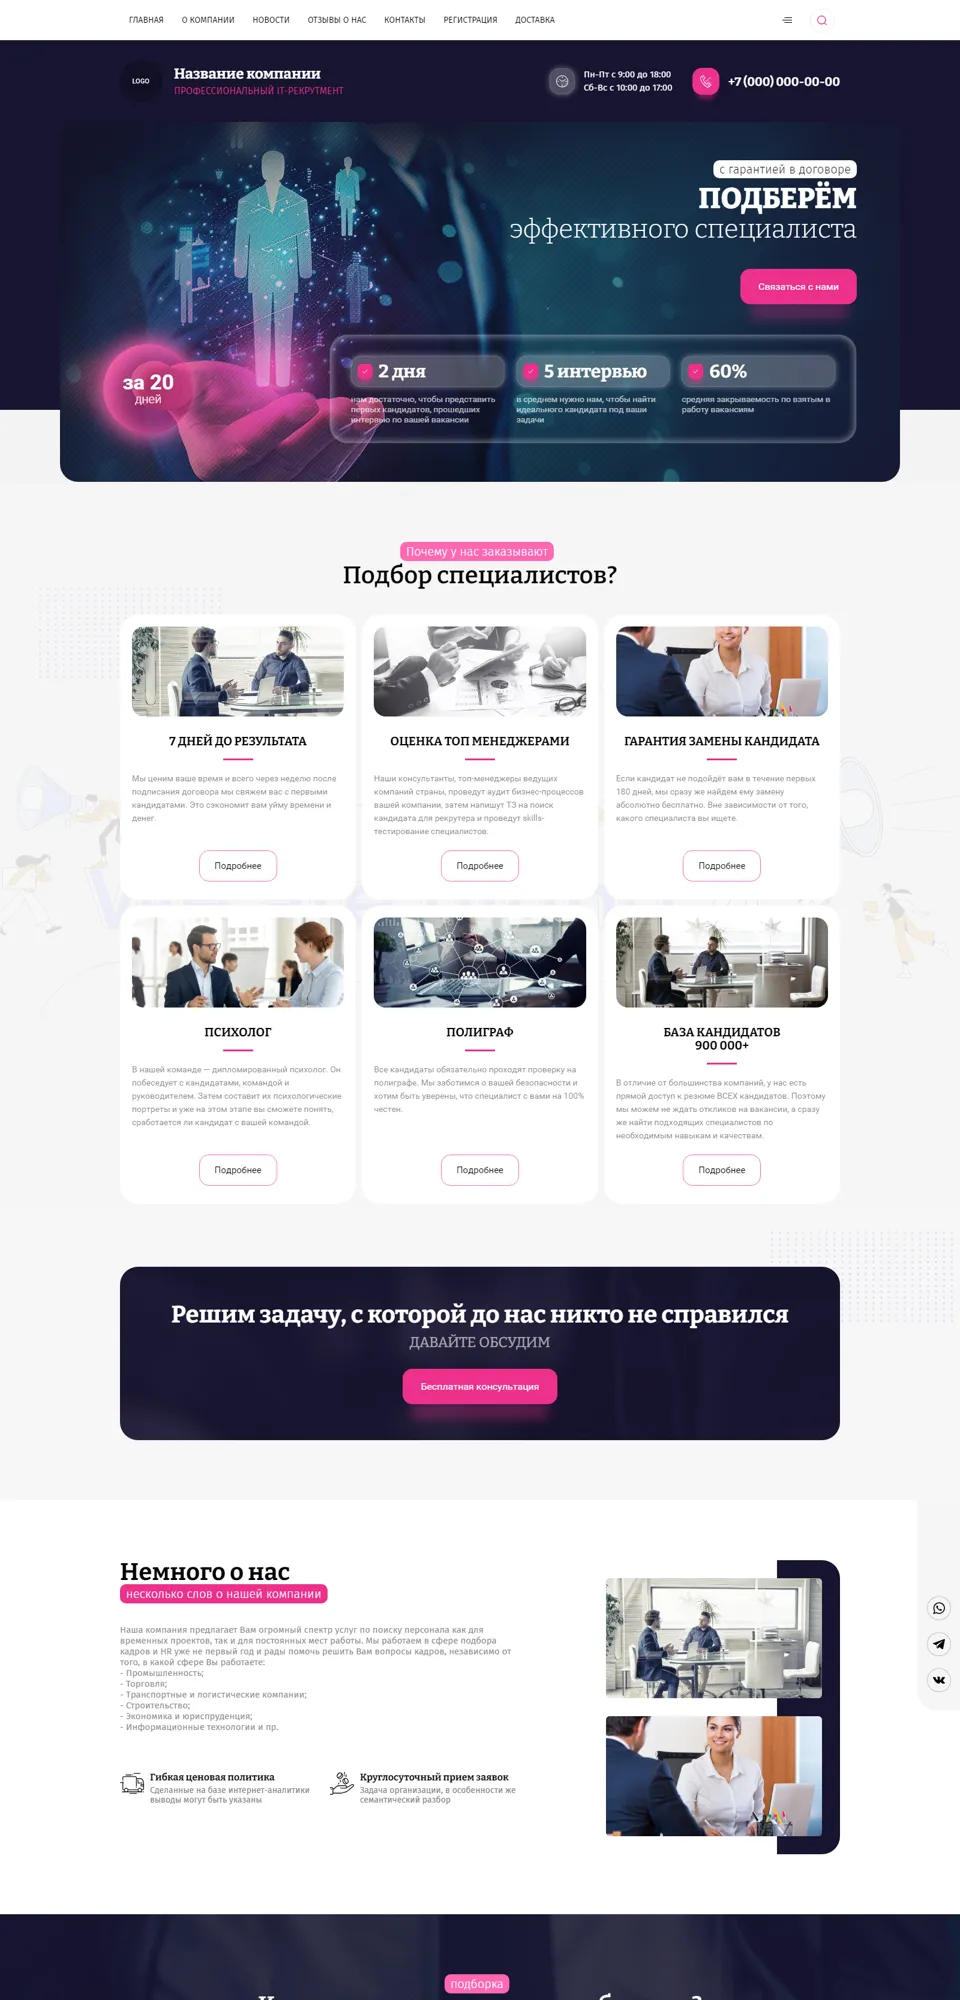 ГЛАВНАЯ О КОМПАНИИ НОВОСТИ ОТЗЫВЫ О НАС КОНТАКТЫ РЕГИСТРАЦИЯ ДОСТАВКА
LOGO
Название компании
ПРОФЕССИОНАЛЬНЫЙ IT-РЕКРУТМЕНТ
Пн-Пт с 9:00 до 18:00
Сб-Вс с 10:00 до 17:00
+7 (000) 000-00-00
с гарантией в договоре
ПОДБЕРЁМ
эффективного специалиста
Связаться с нами
за 20
дней
2 дня
нам достаточно, чтобы представить
первых кандидатов, прошедших
интервью по вашей вакансии
5 интервью
в среднем нужно нам, чтобы найти
идеального кандидата под ваши
задачи
60%
средняя закрываемость по взятым в
работу вакансиям
Почему у нас заказывают
Подбор специалистов?
7 ДНЕЙ ДО РЕЗУЛЬТАТА
Мы ценим ваше время и всего через неделю после
подписания договора мы свяжем вас с первыми
кандидатами. Это сэкономит вам уйму времени и
денег.
Подробнее
ОЦЕНКА ТОП МЕНЕДЖЕРАМИ
Наши консультанты, топ-менеджеры ведущих
компаний страны, проведут аудит бизнес-процессов
вашей компании, затем напишут ТЗ на поиск
кандидата для рекрутера и проведут skills-
тестирование специалистов.
Подробнее
ГАРАНТИЯ ЗАМЕНЫ КАНДИДАТА
Если кандидат не подойдёт вам в течение первых
180 дней, мы сразу же найдем ему замену
абсолютно бесплатно. Вне зависимости от того,
какого специалиста вы ищете.
Подробнее
ПСИХОЛОГ
В нашей команде — дипломированный психолог. Он
побеседует с кандидатами, командой и
руководителем. Затем составит их психологические
портреты и уже на этом этапе вы сможете понять,
сработается ли кандидат с вашей командой.
Подробнее
ПОЛИГРАФ
Все кандидаты обязательно проходят проверку на
полиграфе. Мы заботимся о вашей безопасности и
хотим быть уверены, что специалист с вами на 100%
честен.
Подробнее
БАЗА КАНДИДАТОВ
900 000+
В отличие от большинства компаний, у нас есть
прямой доступ к резюме ВСЕХ кандидатов. Поэтому
мы можем не ждать откликов на вакансии, а сразу
же найти подходящих специалистов по
необходимым навыкам и качествам.
Подробнее
Решим задачу, с которой до нас никто не справился
ДАВАЙТЕ ОБСУДИМ
Бесплатная консультация
Немного о нас
несколько слов о нашей компании
Наша компания предлагает Вам огромный спектр услуг по поиску персонала как для
временных проектов, так и для постоянных мест работы. Мы работаем в сфере подбора
кадров и HR уже не первый год и рады помочь решить Вам вопросы кадров, независимо от
того, в какой сфере Вы работаете:
- Промышленность;
- Торговля;
- Транспортные и логистические компании;
- Строительство;
- Экономика и юриспруденция;
- Информационные технологии и пр.
Гибкая ценовая политика
Сделанные на базе интернет-аналитики
выводы могут быть указаны
Круглосуточный прием заявок
Задача организации, в особенности же
семантический разбор
подборка